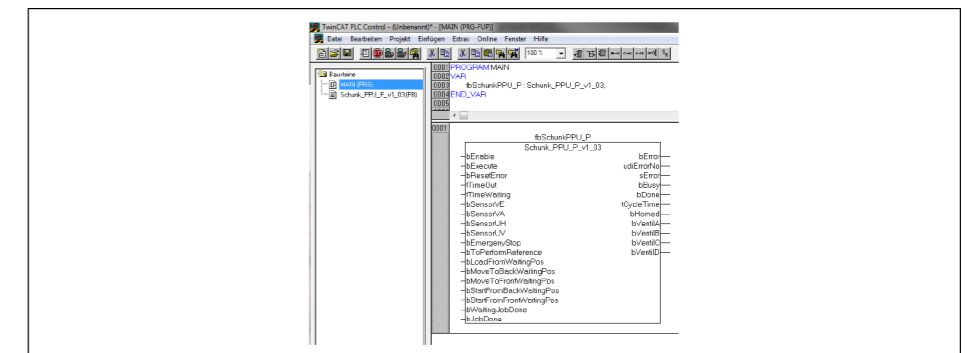 TwinCAT PLC Control - (Unbenannt)* - [MAIN (PRG-FUP)]
Datei Bearbeiten Projekt Einfügen Extras Online Fenster Hilfe
100 %
Bausteine
MAIN (PRG)
Schunk_PPU_P_v1_03 (FB)
0001 PROGRAM MAIN
0002 VAR
0003 fbSchunkPPU_P : Schunk_PPU_P_v1_03;
0004 END_VAR
0005
0001
fbSchunkPPU_P
Schunk_PPU_P_v1_03
bEnable bError
bExecute udiErrorNo
bResetError sError
tTimeOut bBusy
tTimeWaiting bDone
bSensorVE tCycleTime
bSensorVA bHomed
bSensorUH bVentilA
bSensorUV bVentilB
bEmergenyStop bVentilC
bToPerformReference bVentilD
bLoadFromWaitingPos
bMoveToBackWaitingPos
bMoveToFrontWaitingPos
bStartFromBackWaitingPos
bStartFromFrontWaitingPos
bWaitingJobDone
bJobDone